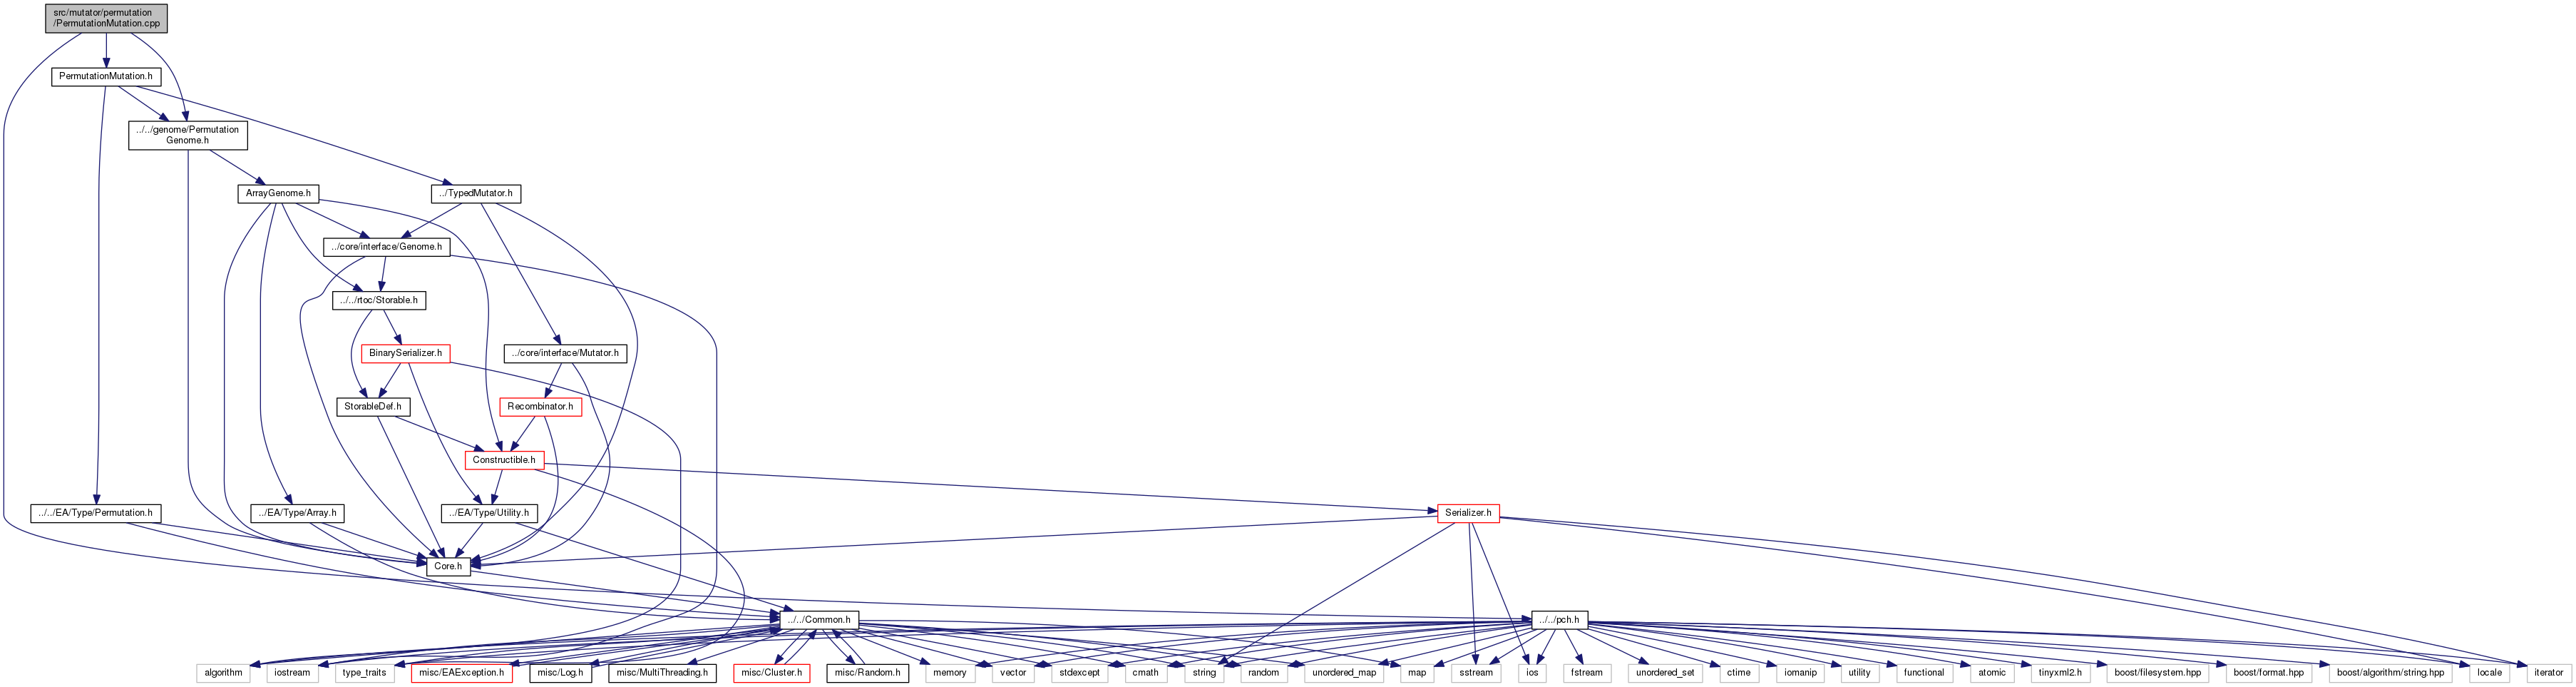 src/mutator/permutation
/PermutationMutation.cpp
PermutationMutation.h
../../genome/Permutation
Genome.h
ArrayGenome.h
../TypedMutator.h
../core/interface/Genome.h
../../rtoc/Storable.h
BinarySerializer.h
../core/interface/Mutator.h
StorableDef.h
Recombinator.h
Constructible.h
../../EA/Type/Permutation.h
../EA/Type/Array.h
../EA/Type/Utility.h
Serializer.h
Core.h
../../Common.h
../../pch.h
algorithm
iostream
type_traits
misc/EAException.h
misc/Log.h
misc/MultiThreading.h
misc/Cluster.h
misc/Random.h
memory
vector
stdexcept
cmath
string
random
unordered_map
map
sstream
ios
fstream
unordered_set
ctime
iomanip
utility
functional
atomic
tinyxml2.h
boost/filesystem.hpp
boost/format.hpp
boost/algorithm/string.hpp
locale
iterator